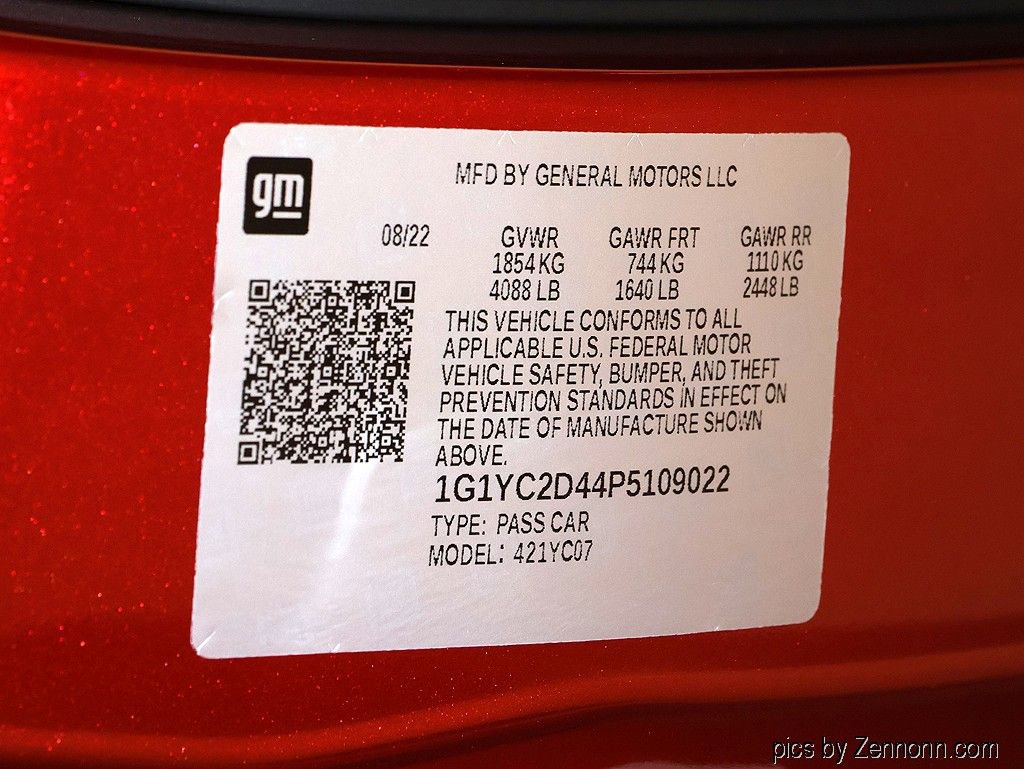 gm
MFD BY GENERAL MOTORS LLC
08/22 GVWR GAWR FRT GAWR RR
1854 KG 744 KG 1110 KG
4088 LB 1640 LB 2448 LB
THIS VEHICLE CONFORMS TO ALL
APPLICABLE U.S. FEDERAL MOTOR
VEHICLE SAFETY, BUMPER, AND THEFT
PREVENTION STANDARDS IN EFFECT ON
THE DATE OF MANUFACTURE SHOWN
ABOVE.
1G1YC2D44P5109022
TYPE: PASS CAR
MODEL: 421YC07
pics by Zennonn.com